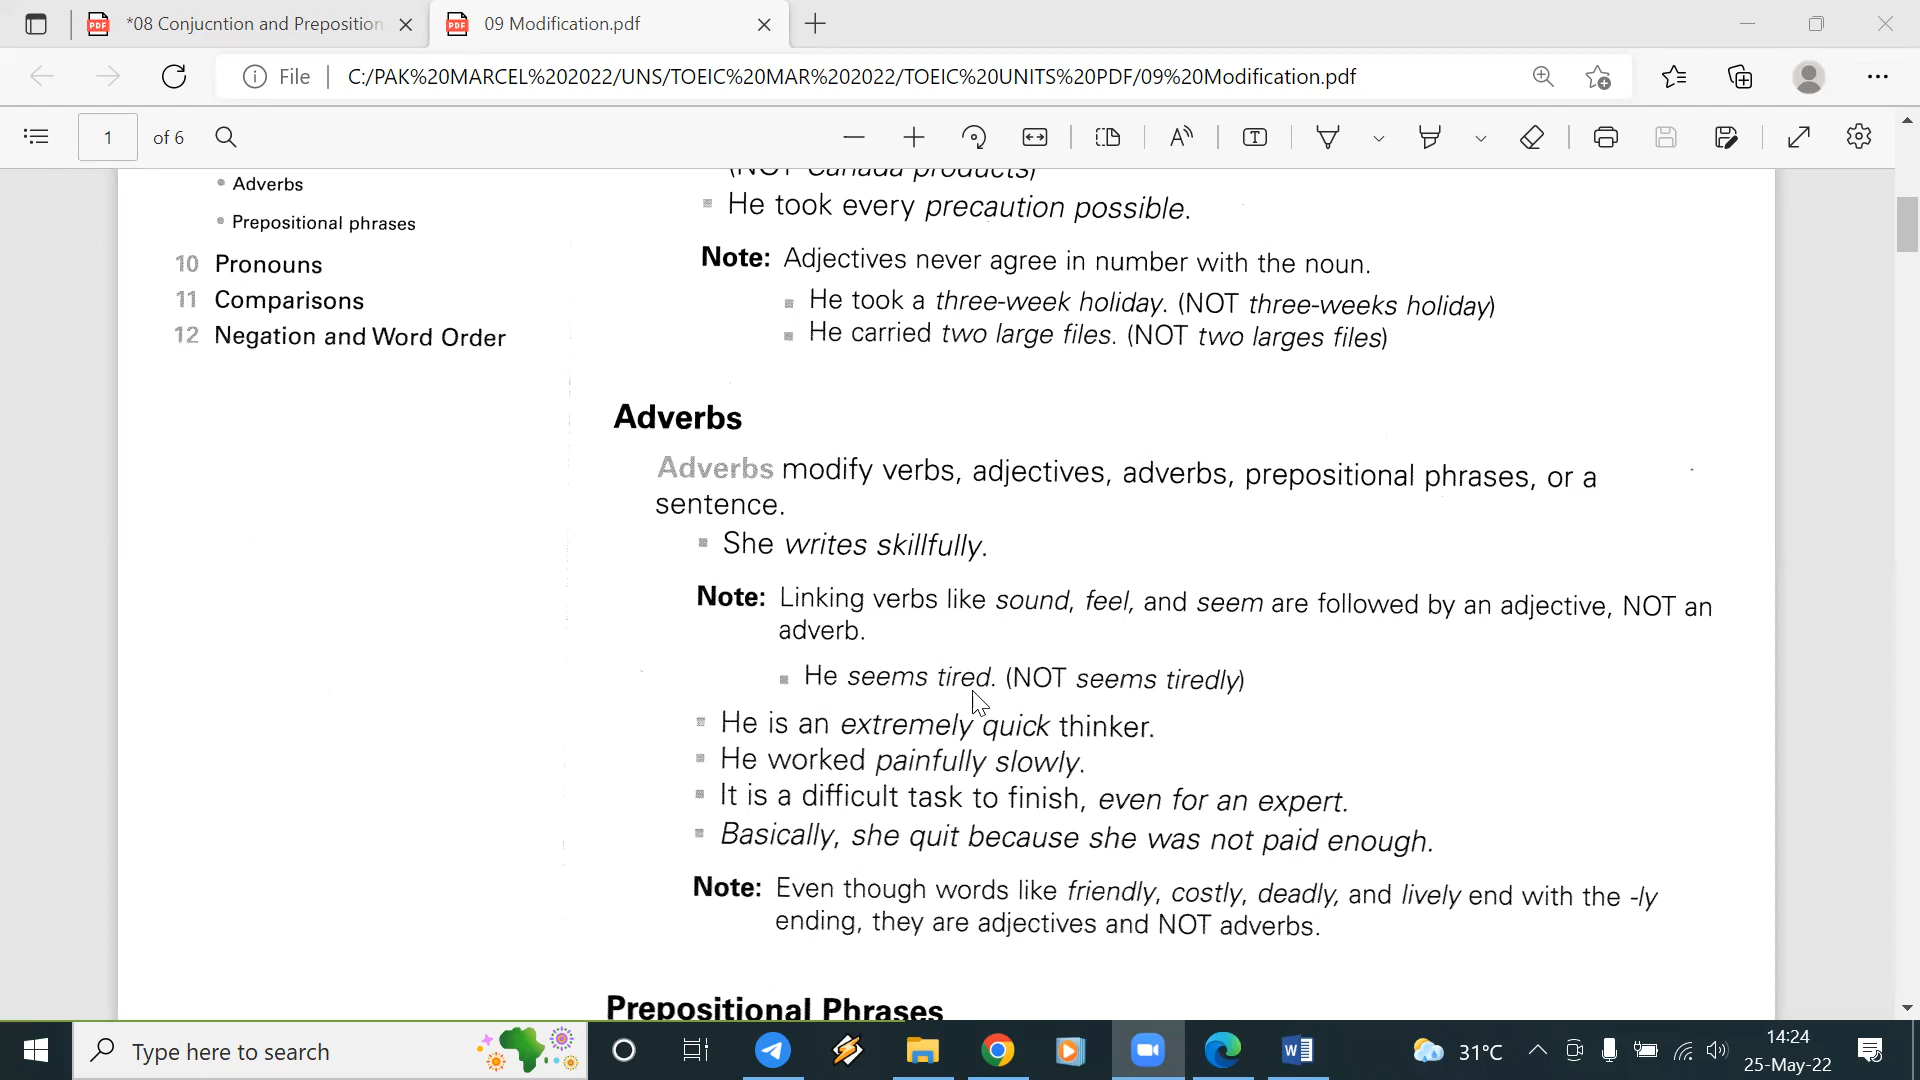 *08 Conjucntion and Preposition
09 Modification.pdf
File
C:/PAK%20MARCEL%202022/UNS/TOEIC%20MAR%202022/TOEIC%20UNITS%20PDF/09%20Modification.pdf
1 of 6
Adverbs
Prepositional phrases
10 Pronouns
11 Comparisons
12 Negation and Word Order
(NOT Canada products)
He took every precaution possible.
Note: Adjectives never agree in number with the noun.
He took a three-week holiday. (NOT three-weeks holiday)
He carried two large files. (NOT two larges files)
Adverbs
Adverbs modify verbs, adjectives, adverbs, prepositional phrases, or a
sentence.
She writes skillfully.
Note: Linking verbs like sound, feel, and seem are followed by an adjective, NOT an
adverb.
He seems tired. (NOT seems tiredly)
He is an extremely quick thinker.
He worked painfully slowly.
It is a difficult task to finish, even for an expert.
Basically, she quit because she was not paid enough.
Note: Even though words like friendly, costly, deadly, and lively end with the -ly
ending, they are adjectives and NOT adverbs.
Prepositional Phrases
Type here to search
31°C
14:24
25-May-22